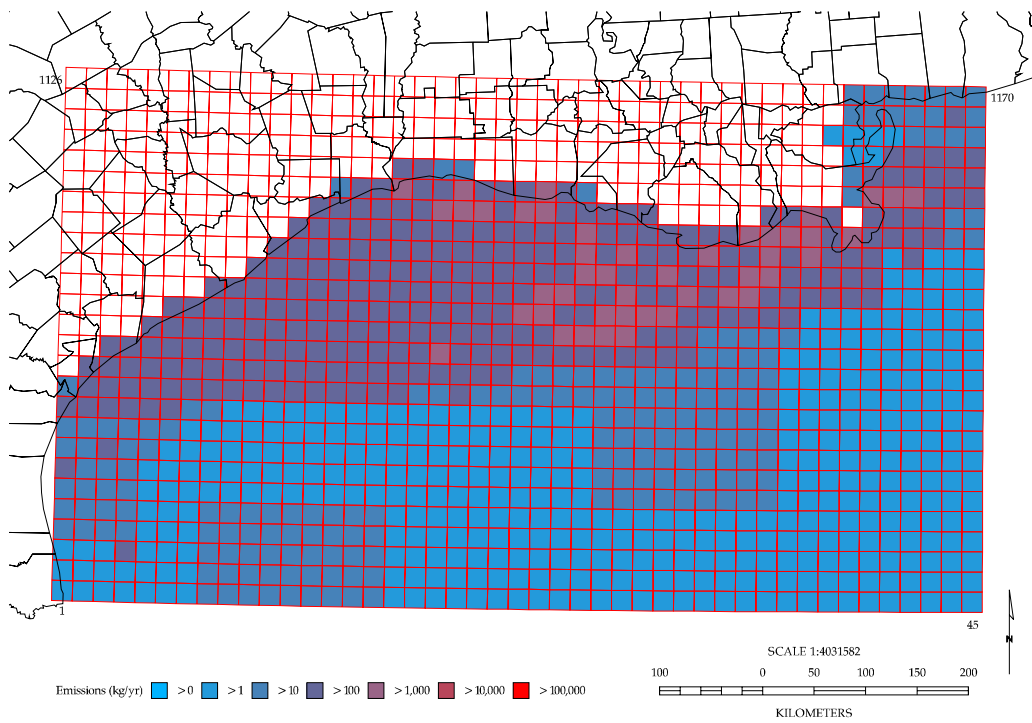 1126
1170
1
45
SCALE 1:4031582
N
Emissions (kg/yr) > 0 > 1 > 10 > 100 > 1,000 > 10,000 > 100,000
100 0 50 100 150 200
KILOMETERS